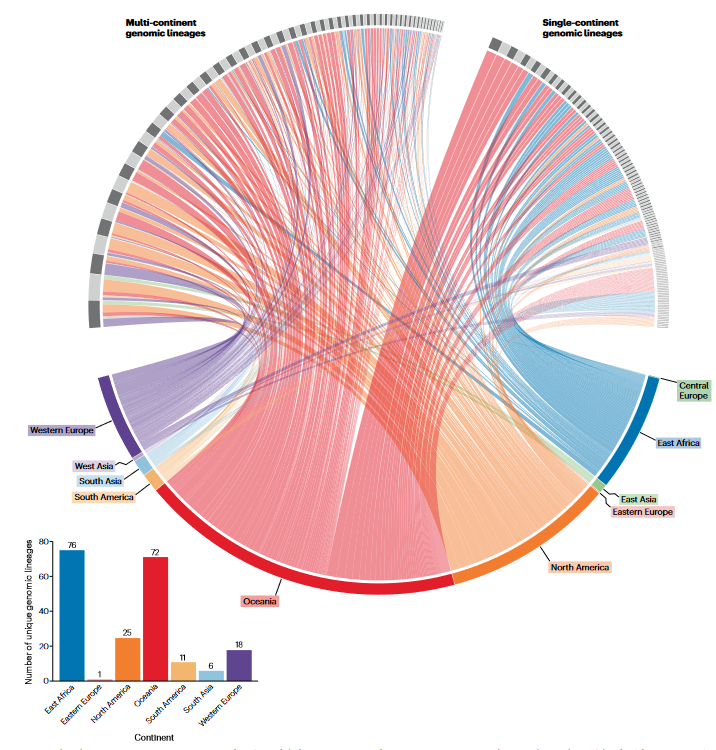 Multi-continent
genomic lineages
Single-continent
genomic lineages
Western Europe
West Asia
South Asia
South America
Oceania
North America
Eastern Europe
East Asia
East Africa
Central
Europe
Number of unique genomic lineages
80
60
40
20
0
76
1
25
72
11
6
18
East Africa
Eastern Europe
North America
Oceania
South America
South Asia
Western Europe
Continent